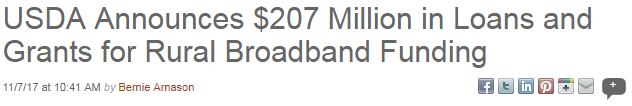 USDA Announces $207 Million in Loans and
Grants for Rural Broadband Funding
11/7/17 at 10:41 AM by Bernie Arnason